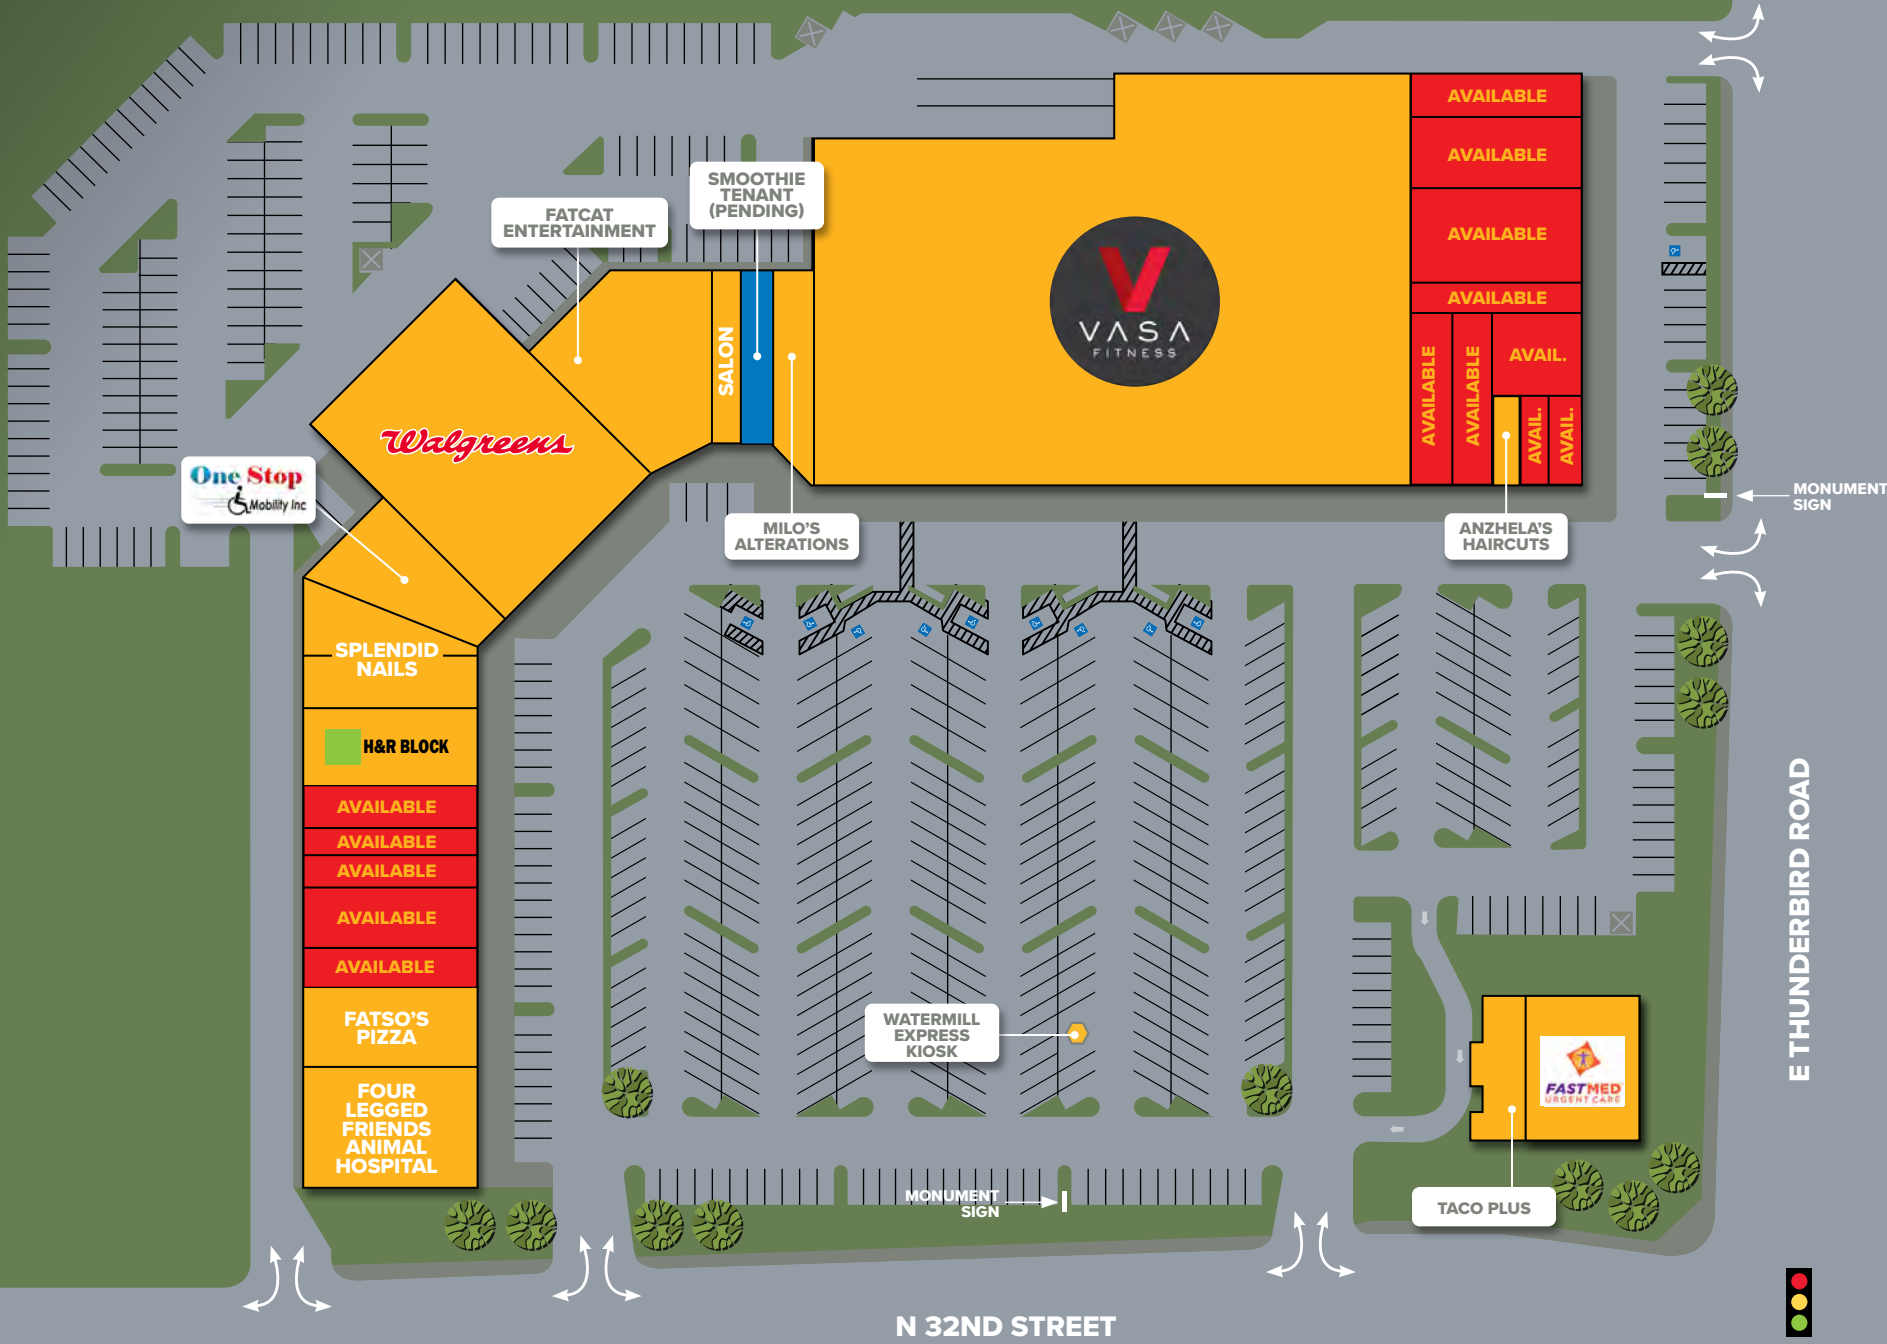 AVAILABLE
AVAILABLE
AVAILABLE
AVAILABLE
AVAILABLE
AVAILABLE
AVAIL.
AVAIL.
AVAIL.
SMOOTHIE
TENANT
(PENDING)
FATCAT
ENTERTAINMENT
SALON
VASA
FITNESS
Walgreens
One Stop
Mobility Inc
MILO'S
ALTERATIONS
ANZHELA'S
HAIRCUTS
MONUMENT
SIGN
SPLENDID
NAILS
H&R BLOCK
AVAILABLE
AVAILABLE
AVAILABLE
AVAILABLE
AVAILABLE
FATSO'S
PIZZA
FOUR
LEGGED
FRIENDS
ANIMAL
HOSPITAL
WATERMILL
EXPRESS
KIOSK
FASTMED
URGENT CARE
TACO PLUS
MONUMENT
SIGN
E THUNDERBIRD ROAD
N 32ND STREET